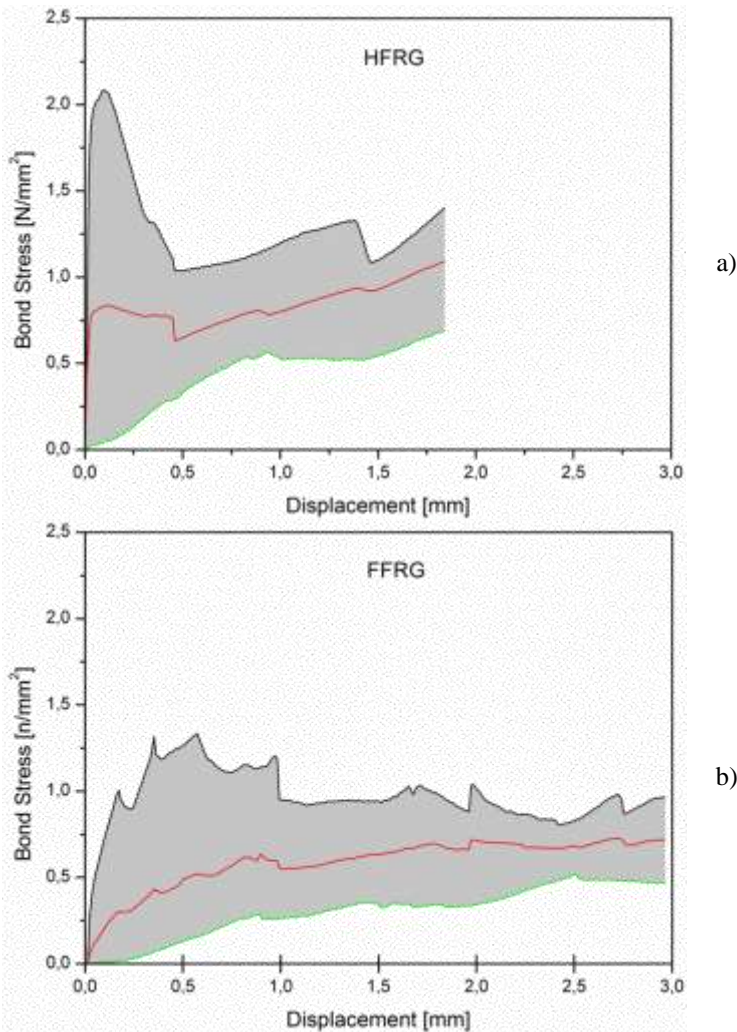 2,5
HFRG
2,0
1,5
Bond Stress [N/mm²]
a)
1,0
0,5
0,0
0,0 0,5 1,0 1,5 2,0 2,5 3,0
Displacement [mm]
2,5
FFRG
2,0
1,5
Bond Stress [n/mm²]
1,0
b)
0,5
0,0
0,0 0,5 1,0 1,5 2,0 2,5 3,0
Displacement [mm]